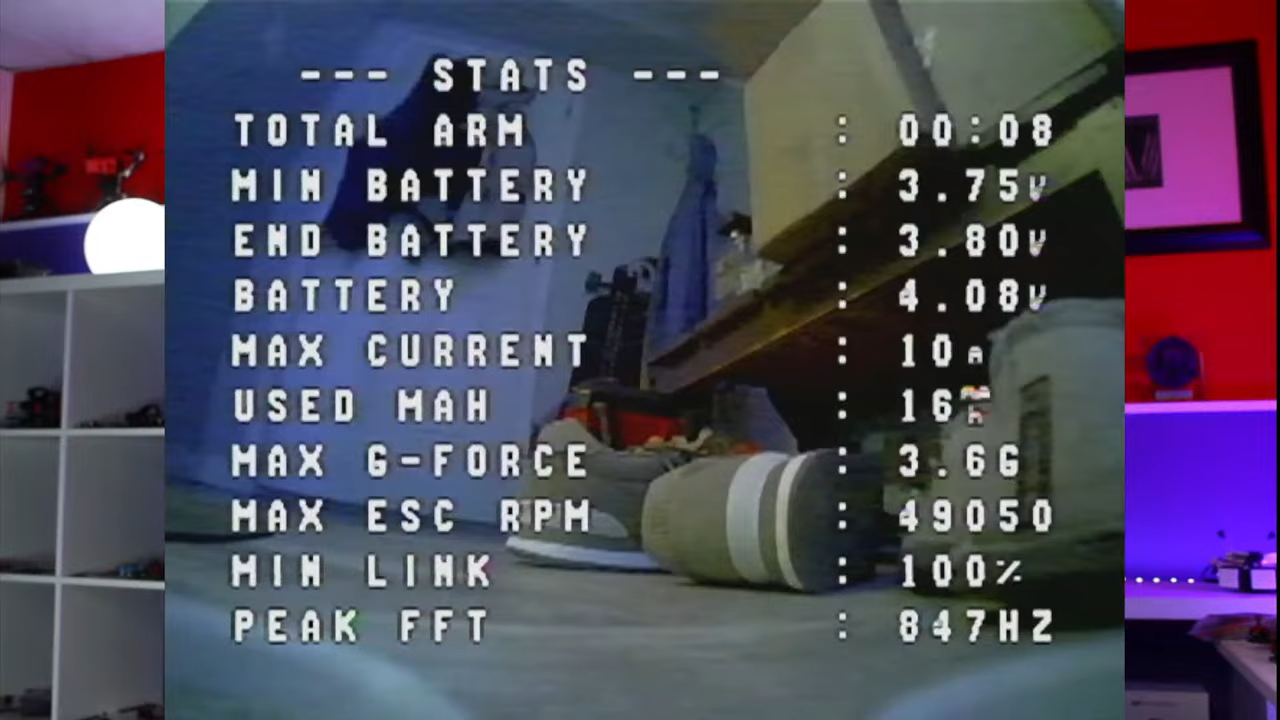 --- STATS ---
TOTAL ARM : 00:08
MIN BATTERY : 3.75V
END BATTERY : 3.80V
BATTERY : 4.08V
MAX CURRENT : 10A
USED MAH : 16
MAX G-FORCE : 3.6G
MAX ESC RPM : 49050
MIN LINK : 100%
PEAK FFT : 847HZ